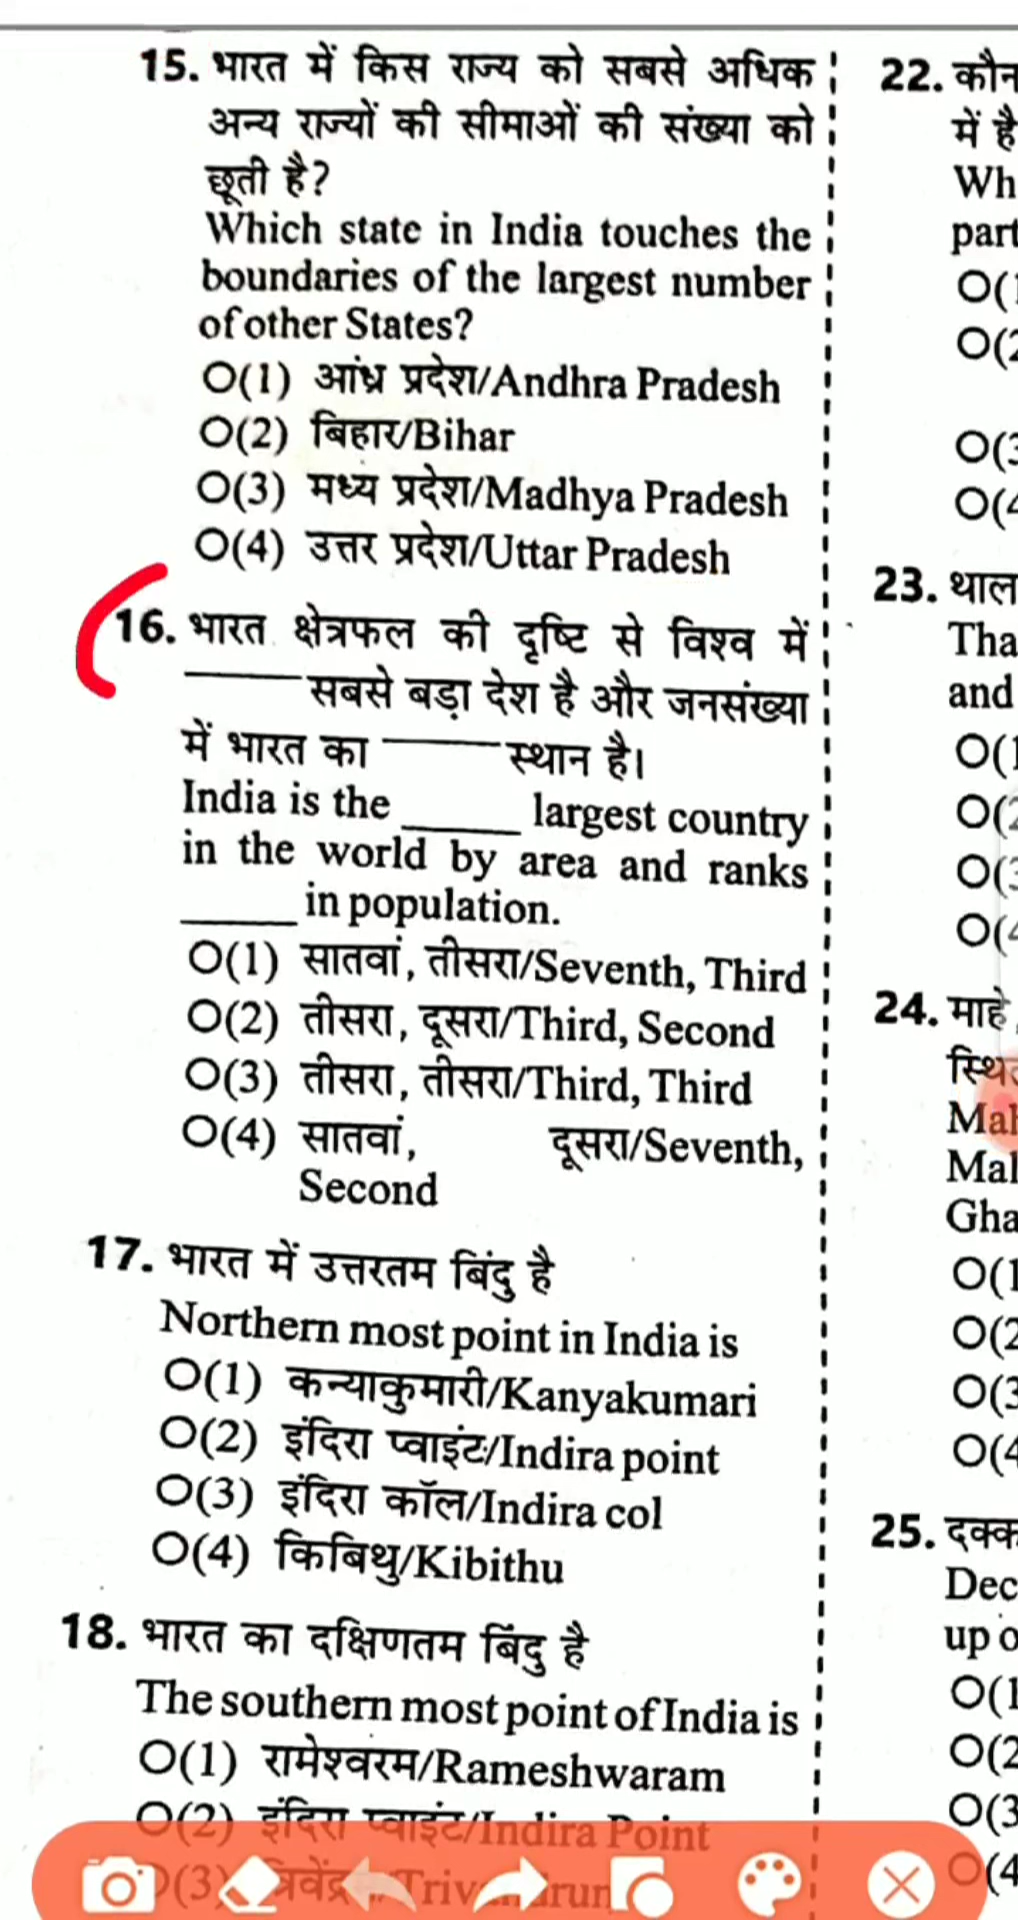 15. भारत में किस राज्य को सबसे अधिक
अन्य राज्यों की सीमाओं की संख्या को
छूती है?
Which state in India touches the
boundaries of the largest number
of other States?
O(1) आंध्र प्रदेश/Andhra Pradesh
O(2) बिहार/Bihar
O(3) मध्य प्रदेश/Madhya Pradesh
O(4) उत्तर प्रदेश/Uttar Pradesh
16. भारत क्षेत्रफल की दृष्टि से विश्व में
_____ सबसे बड़ा देश है और जनसंख्या
में भारत का _____ स्थान है।
India is the _____ largest country
in the world by area and ranks
_____ in population.
O(1) सातवां, तीसरा/Seventh, Third
O(2) तीसरा, दूसरा/Third, Second
O(3) तीसरा, तीसरा/Third, Third
O(4) सातवां, दूसरा/Seventh,
Second
17. भारत में उत्तरतम बिंदु है
Northern most point in India is
O(1) कन्याकुमारी/Kanyakumari
O(2) इंदिरा प्वाइंट/Indira point
O(3) इंदिरा कॉल/Indira col
O(4) किबिथु/Kibithu
18. भारत का दक्षिणतम बिंदु है
The southern most point of India is
O(1) रामेश्वरम/Rameshwaram
O(2) इंदिरा प्वाइंट/Indira Point
22. कौन
में है
Wh
part
23. थाल
Tha
and
24. माहे
Mal
Gha
25. दक्क
Dec
up o